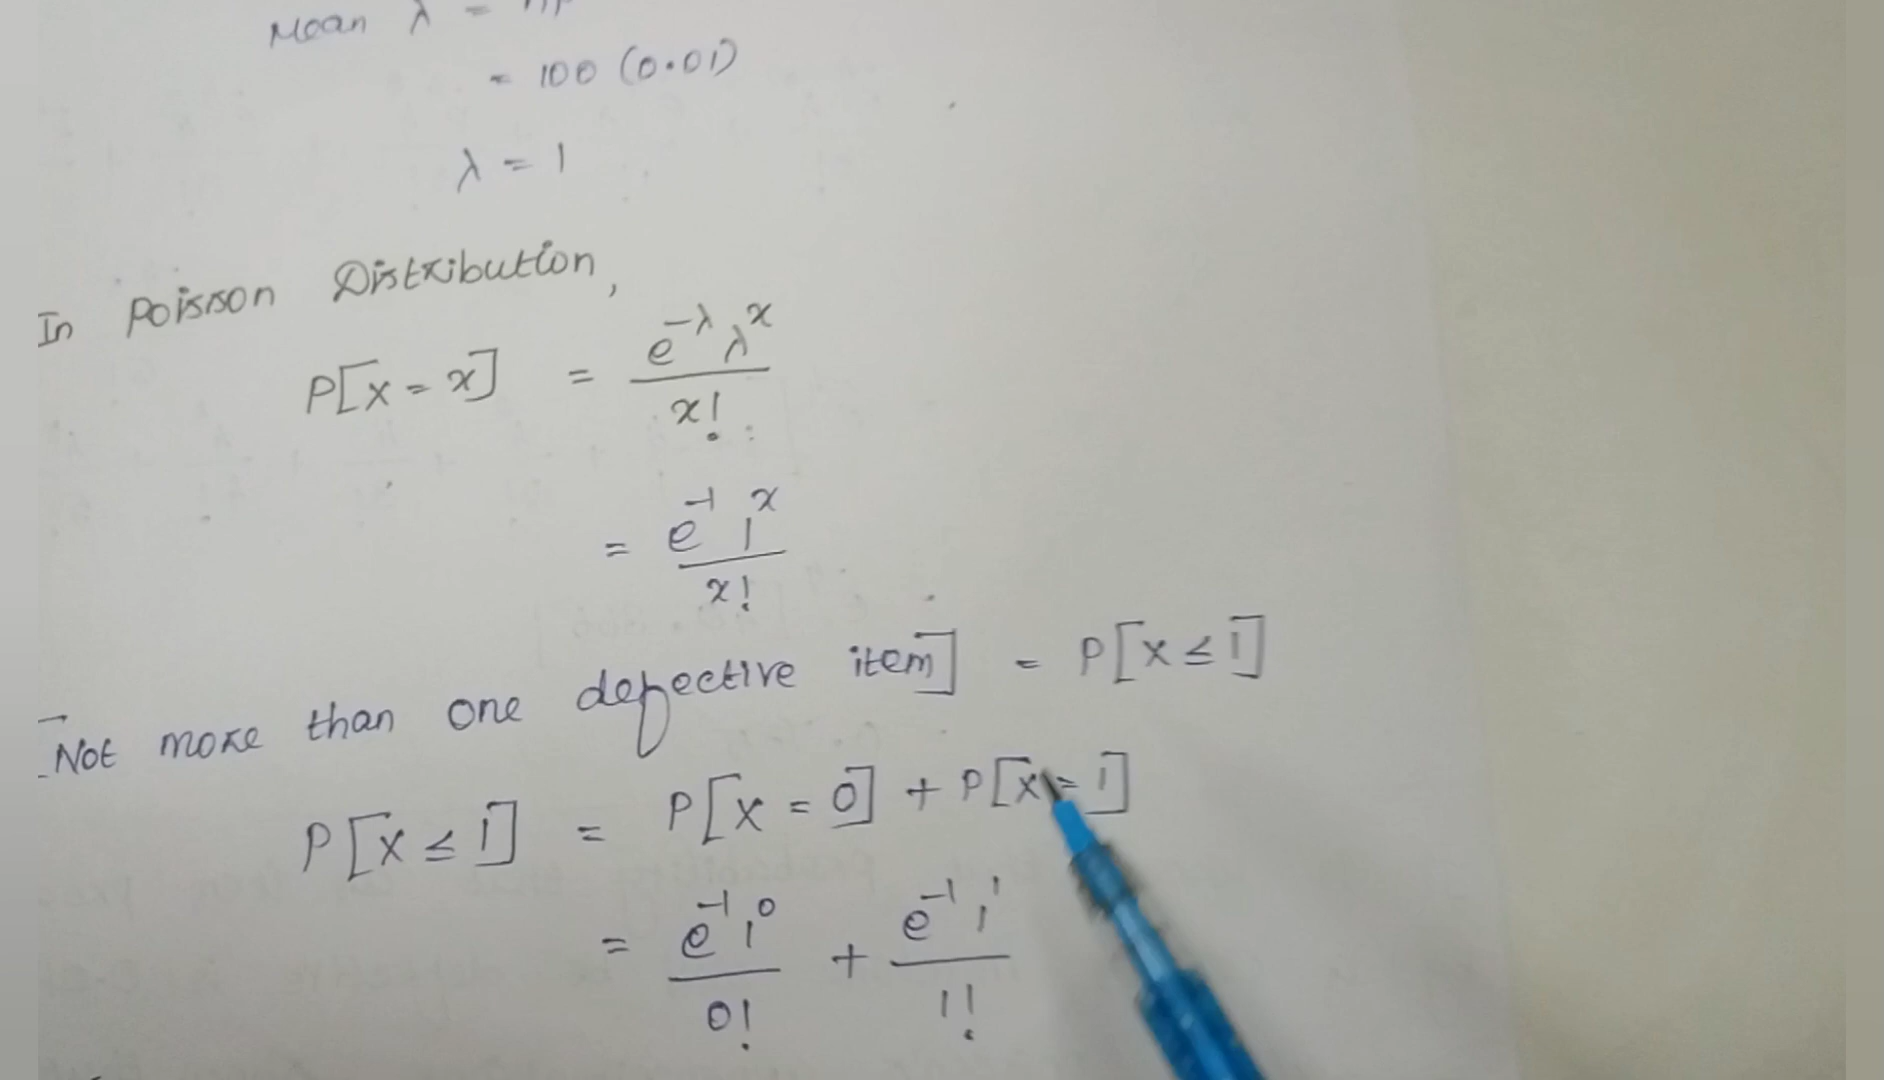 Mean λ = np
= 100 (0.01)
λ = 1
In Poisson Distribution,
P[X = x] = e^-λ λ^x / x!
= e^-1 1^x / x!
Not more than one defective item] = P[X ≤ 1]
P[X ≤ 1] = P[X = 0] + P[X = 1]
= e^-1 1^0 / 0! + e^-1 1^1 / 1!